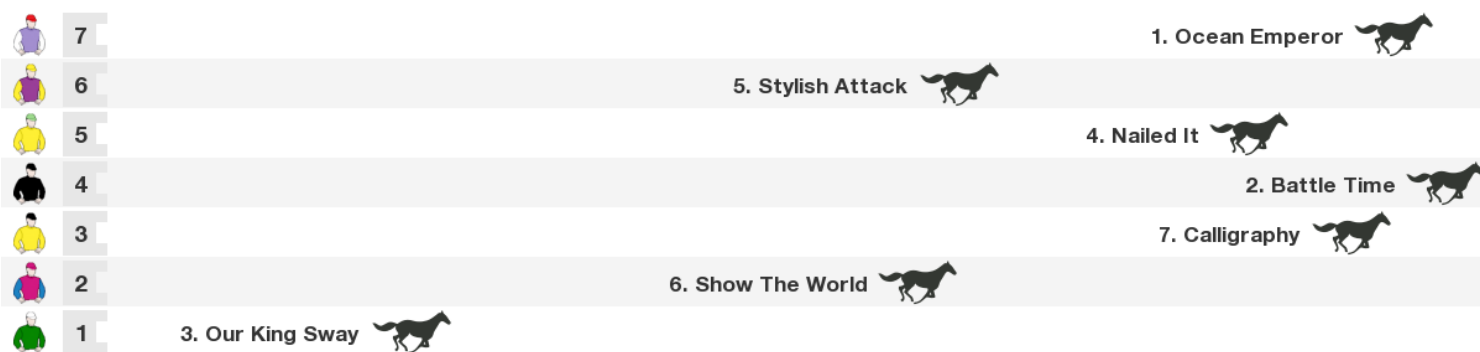 7 1. Ocean Emperor
6 5. Stylish Attack
5 4. Nailed It
4 2. Battle Time
3 7. Calligraphy
2 6. Show The World
1 3. Our King Sway